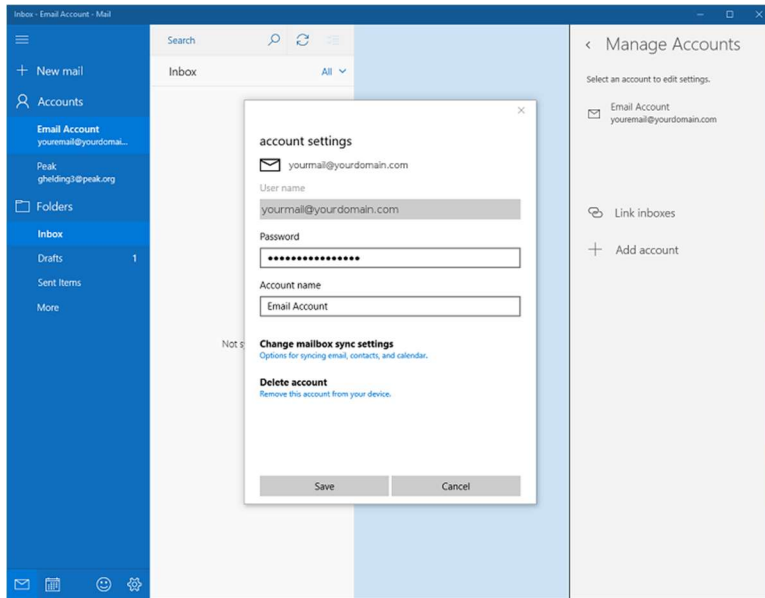 Inbox - Email Account - Mail
New mail
Accounts
Email Account
youremail@yourdomai...
Peak
ghelding3@peak.org
Folders
Inbox
Drafts 1
Sent Items
More
Search
Inbox All
Not s
account settings
yourmail@yourdomain.com
User name
yourmail@yourdomain.com
Password
••••••••••••••••
Account name
Email Account
Change mailbox sync settings
Options for syncing email, contacts, and calendar.
Delete account
Remove this account from your device.
Save Cancel
Manage Accounts
Select an account to edit settings.
Email Account
youremail@yourdomain.com
Link inboxes
Add account